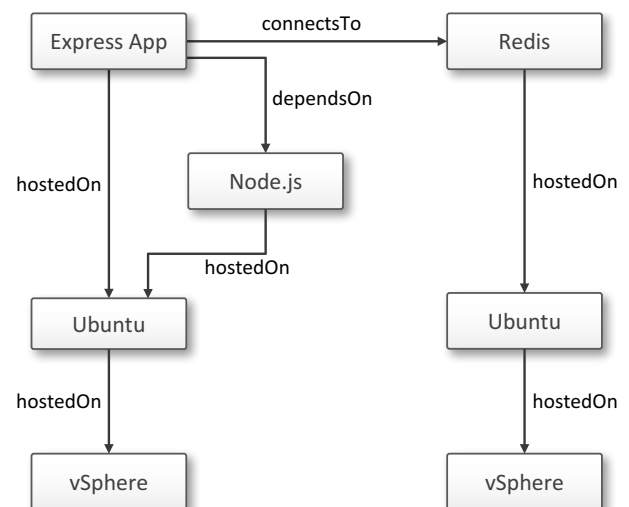 connectsTo
Express App
Redis
dependsOn
hostedOn
Node.js
hostedOn
hostedOn
Ubuntu
Ubuntu
hostedOn
hostedOn
vSphere
vSphere